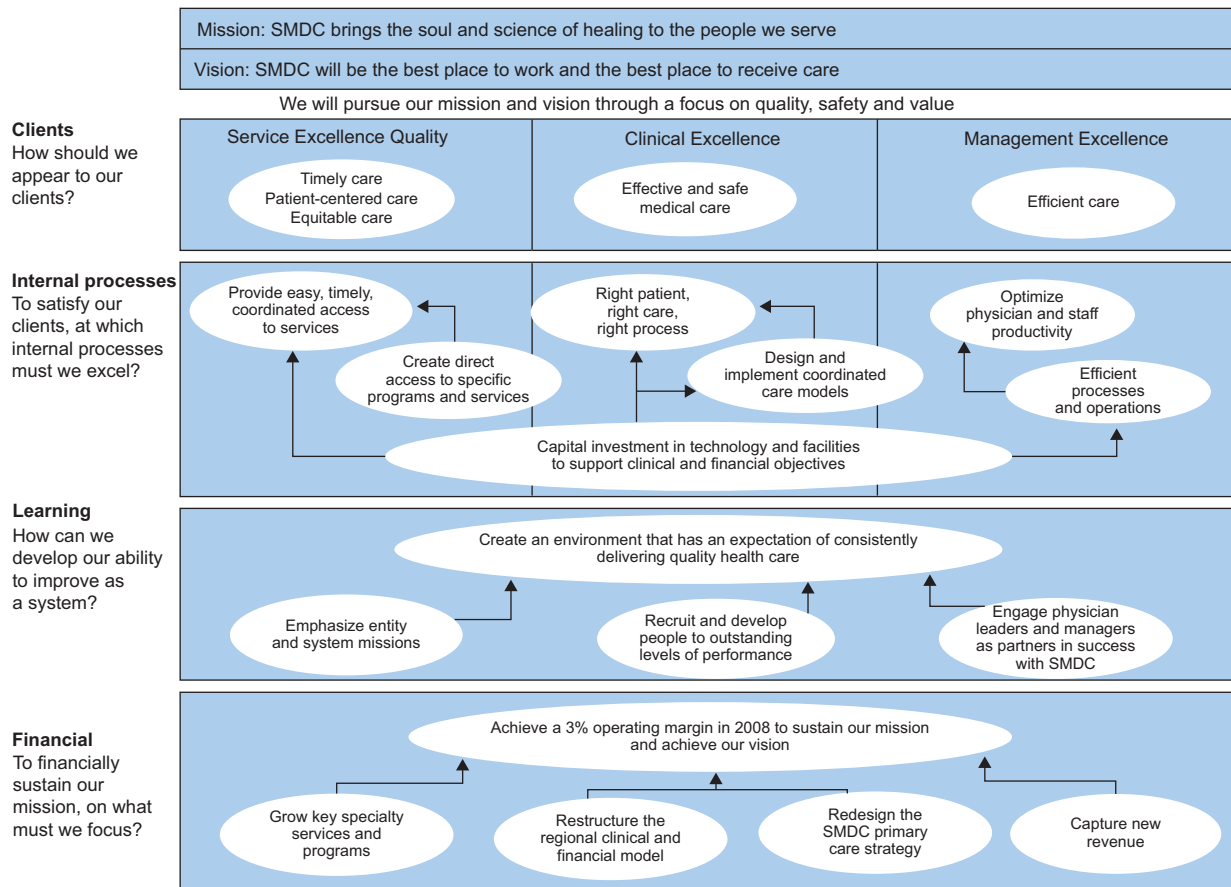 Mission: SMDC brings the soul and science of healing to the people we serve
Vision: SMDC will be the best place to work and the best place to receive care
We will pursue our mission and vision through a focus on quality, safety and value
Clients
How should we
appear to our
clients?
Service Excellence Quality
Timely care
Patient-centered care
Equitable care
Clinical Excellence
Effective and safe
medical care
Management Excellence
Efficient care
Internal processes
To satisfy our
clients, at which
internal processes
must we excel?
Provide easy, timely,
coordinated access
to services
Create direct
access to specific
programs and services
Right patient,
right care,
right process
Design and
implement coordinated
care models
Optimize
physician and staff
productivity
Efficient
processes
and operations
Capital investment in technology and facilities
to support clinical and financial objectives
Learning
How can we
develop our ability
to improve as
a system?
Create an environment that has an expectation of consistently
delivering quality health care
Emphasize entity
and system missions
Recruit and develop
people to outstanding
levels of performance
Engage physician
leaders and managers
as partners in success
with SMDC
Financial
To financially
sustain our
mission, on what
must we focus?
Achieve a 3% operating margin in 2008 to sustain our mission
and achieve our vision
Grow key specialty
services and
programs
Restructure the
regional clinical and
financial model
Redesign the
SMDC primary
care strategy
Capture new
revenue